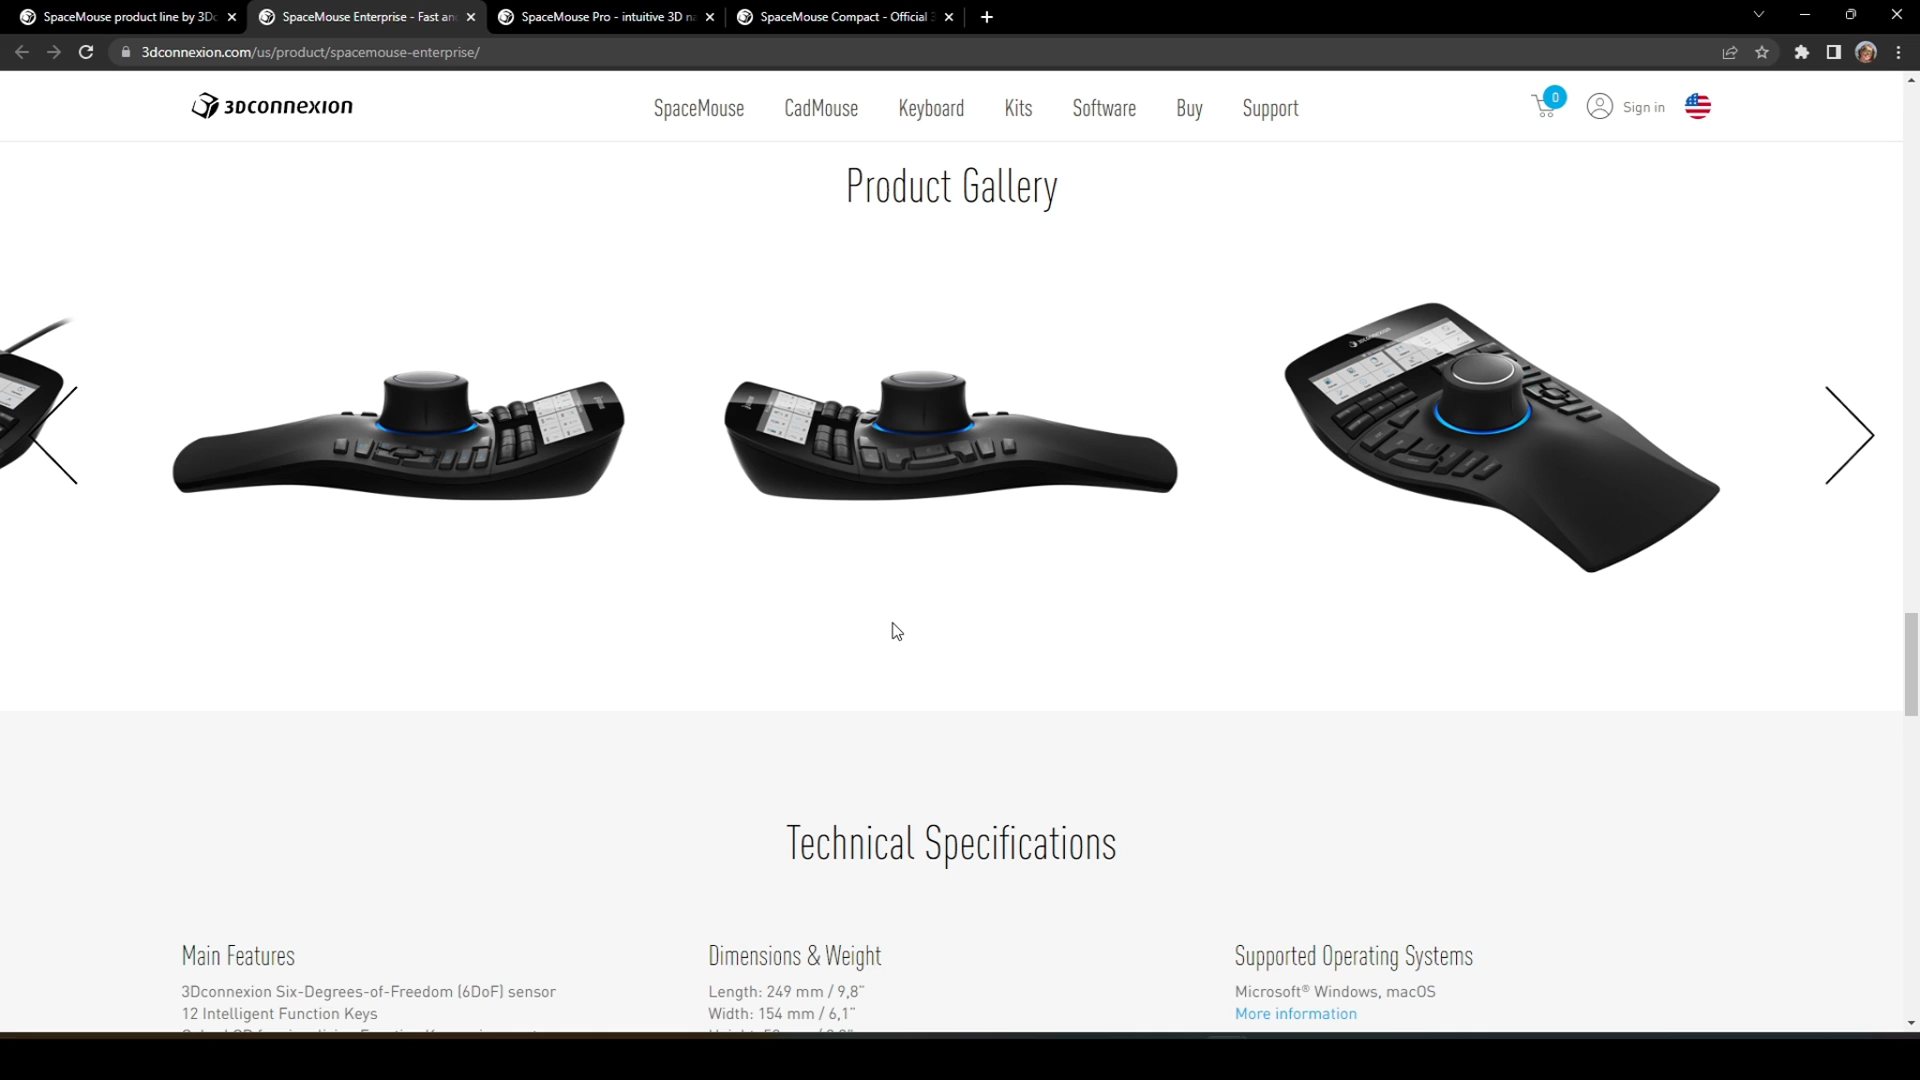 SpaceMouse product line by 3Dc
SpaceMouse Enterprise - Fast an
SpaceMouse Pro - intuitive 3D n
SpaceMouse Compact - Official
3dconnexion.com/us/product/spacemouse-enterprise/
3Dconnexion
SpaceMouse
CadMouse
Keyboard
Kits
Software
Buy
Support
0
Sign in
Product Gallery
Technical Specifications
Main Features
3Dconnexion Six-Degrees-of-Freedom (6DoF) sensor
12 Intelligent Function Keys
Dimensions & Weight
Length: 249 mm / 9,8"
Width: 154 mm / 6,1"
Supported Operating Systems
Microsoft® Windows, macOS
More information